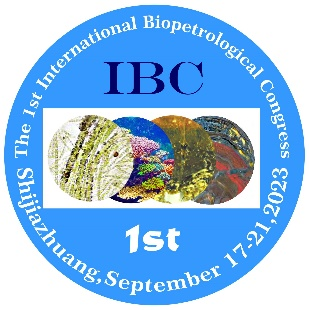 The 1st International Biopetrological Congress
IBC
1st
Shijiazhuang,September 17-21,2023